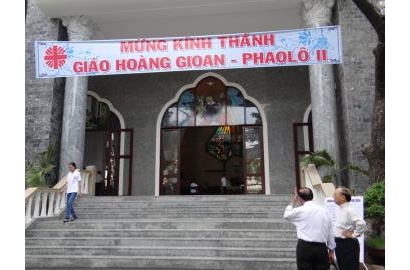 MỪNG KÍNH THÁNH
GIÁO HOÀNG GIOAN - PHAOLÔ II